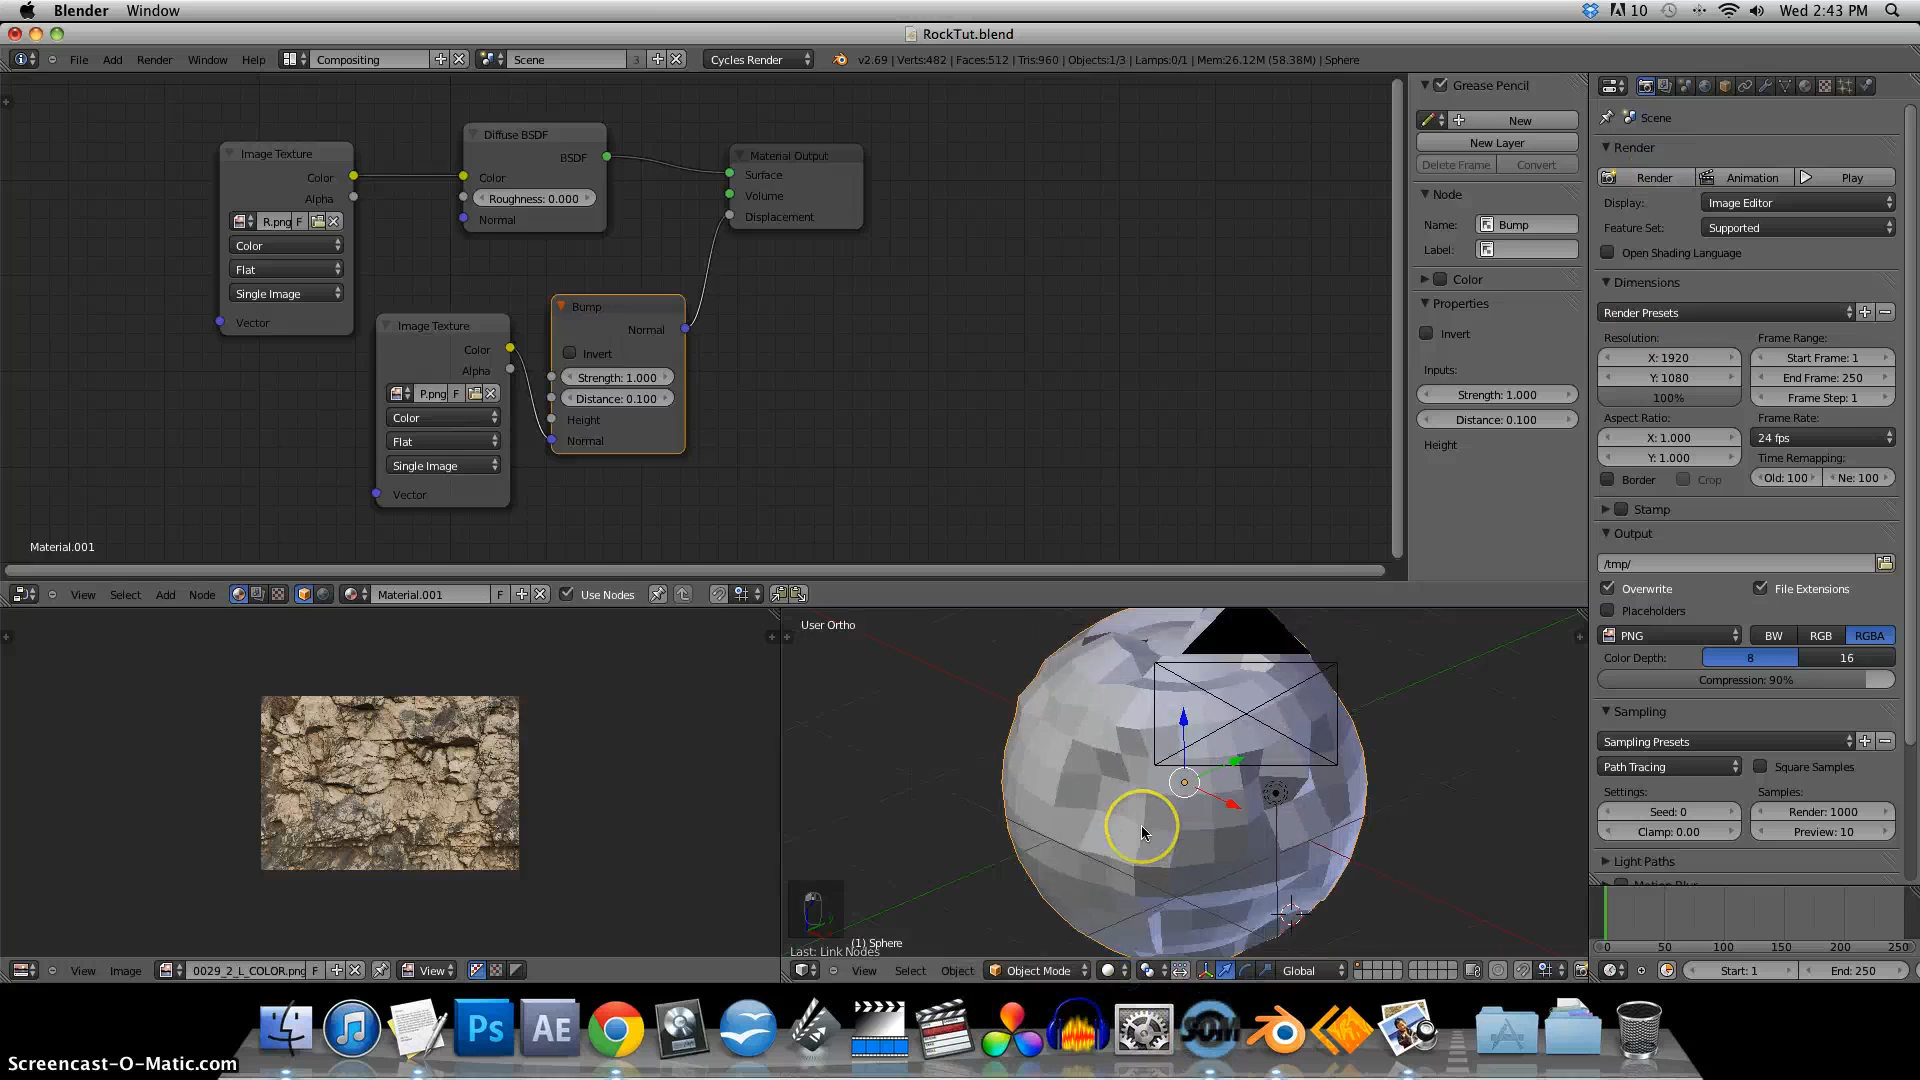 Blender Window 10 Wed 2:43 PM
RockTut.blend
File Add Render Window Help Compositing Scene 3 Cycles Render v2.69 | Verts:482 | Faces:512 | Tris:960 | Objects:1/3 | Lamps:0/1 | Mem:26.12M (58.38M) | Sphere
Image Texture
Color
Alpha
R.png F
Color
Flat
Single Image
Vector
Diffuse BSDF
BSDF
Color
Roughness: 0.000
Normal
Material Output
Surface
Volume
Displacement
Image Texture
Color
Alpha
P.png F
Color
Flat
Single Image
Vector
Bump
Normal
Invert
Strength: 1.000
Distance: 0.100
Height
Normal
Material.001
Grease Pencil
New
New Layer
Delete Frame Convert
Node
Name: Bump
Label:
Color
Properties
Invert
Inputs:
Strength: 1.000
Distance: 0.100
Height
Scene
Render
Render Animation Play
Display: Image Editor
Feature Set: Supported
Open Shading Language
Dimensions
Render Presets
Resolution: Frame Range:
X: 1920 Start Frame: 1
Y: 1080 End Frame: 250
100% Frame Step: 1
Aspect Ratio: Frame Rate:
X: 1.000 24 fps
Y: 1.000 Time Remapping:
Border Crop Old: 100 Ne: 100
Stamp
Output
/tmp/
Overwrite File Extensions
Placeholders
PNG BW RGB RGBA
Color Depth: 8 16
Compression: 90%
Sampling
Sampling Presets
Path Tracing Square Samples
Settings: Samples:
Seed: 0 Render: 1000
Clamp: 0.00 Preview: 10
Light Paths
View Select Add Node Material.001 F Use Nodes
User Ortho
(1) Sphere
Last: Link Nodes
View Image 0029_2_L_COLOR.png F View
View Select Object Object Mode Global
0 50 100 150 200 250
Start: 1 End: 250
Ps AE
Screencast-O-Matic.com